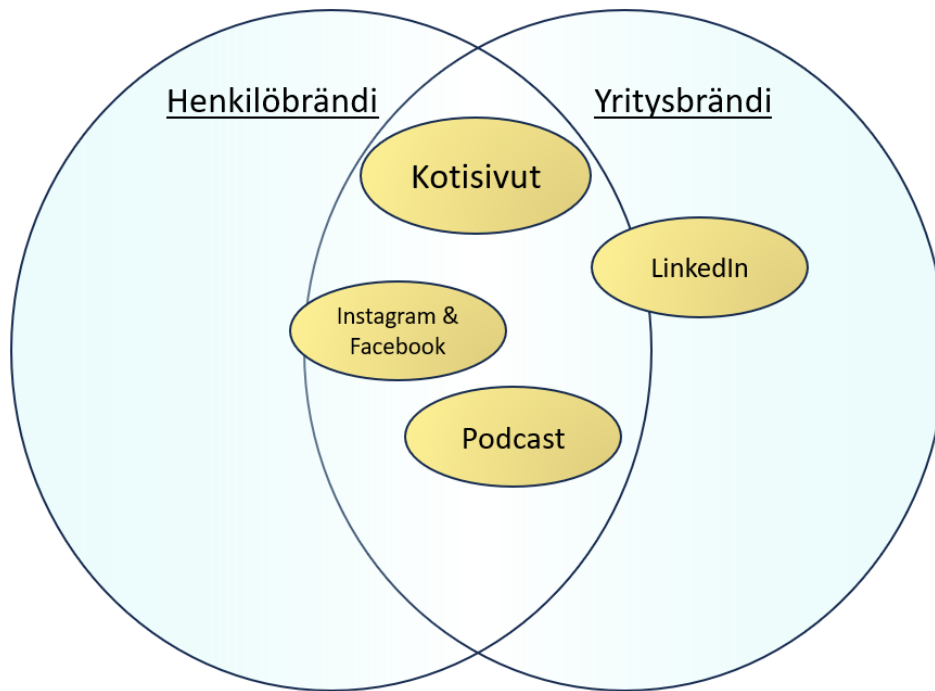 Henkilöbrändi
Yritysbrändi
Kotisivut
LinkedIn
Instagram &
Facebook
Podcast